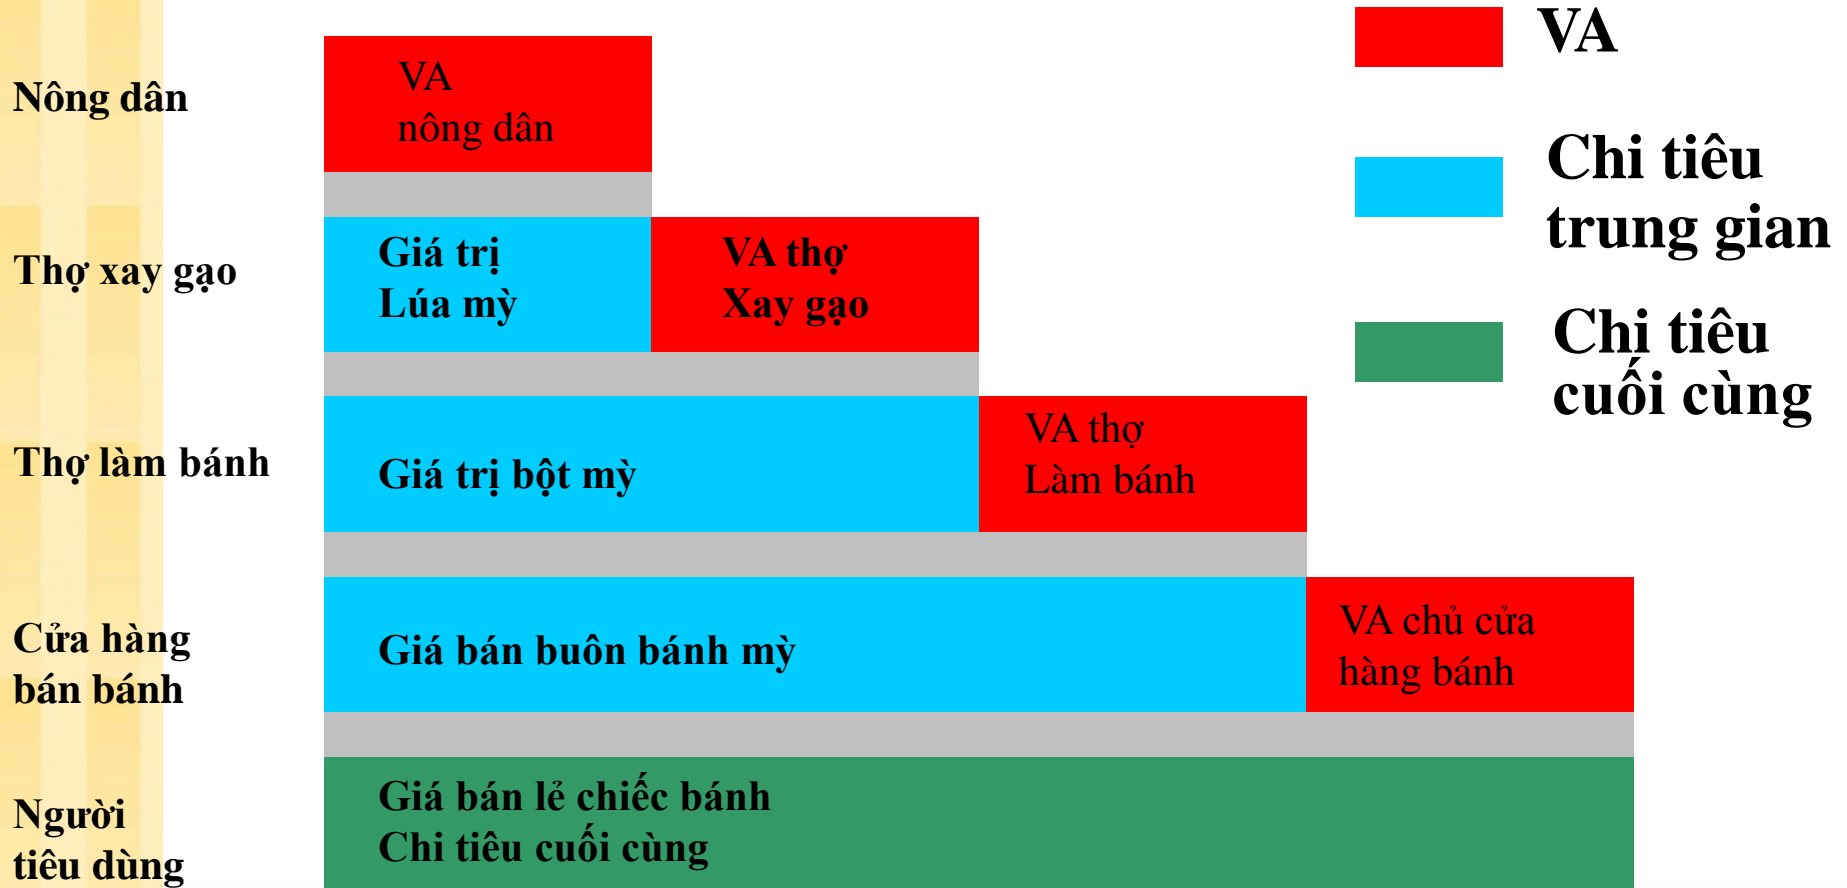 VA
Chi tiêu
trung gian
Chi tiêu
cuối cùng
Nông dân
VA
nông dân
Thợ xay gạo
Giá trị
Lúa mỳ
VA thợ
Xay gạo
Thợ làm bánh
Giá trị bột mỳ
VA thợ
Làm bánh
Cửa hàng
bán bánh
Giá bán buôn bánh mỳ
VA chủ cửa
hàng bánh
Người
tiêu dùng
Giá bán lẻ chiếc bánh
Chi tiêu cuối cùng